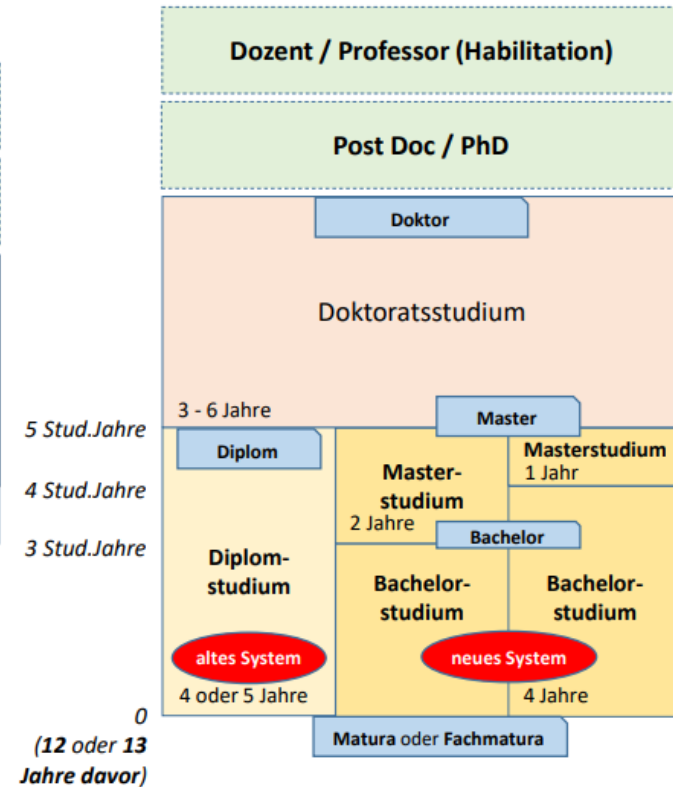 Dozent / Professor (Habilitation)
Post Doc / PhD
Doktor
Doktoratsstudium
3 - 6 Jahre
5 Stud.Jahre
Master
Diplom
Masterstudium
1 Jahr
Master-
studium
4 Stud.Jahre
2 Jahre
Bachelor
3 Stud.Jahre
Diplom-
studium
Bachelor-
studium
Bachelor-
studium
altes System
neues System
4 oder 5 Jahre
4 Jahre
0
(12 oder 13
Jahre davor)
Matura oder Fachmatura